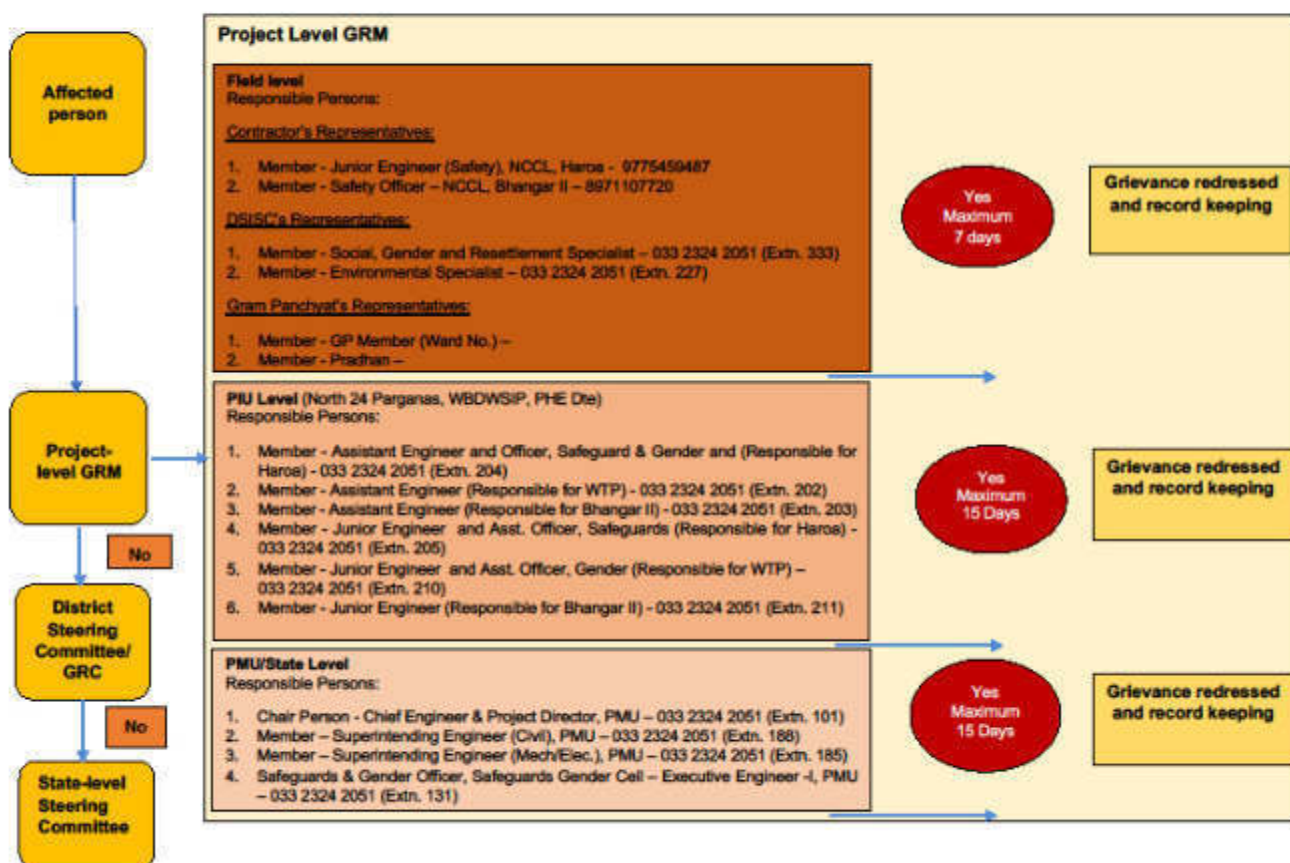 Affected
person
Project-
level GRM
No
District
Steering
Committee/
GRC
No
State-level
Steering
Committee
Project Level GRM
Field level
Responsible Persons:
Contractor's Representatives:
1. Member - Junior Engineer (Safety), NCCL, Haroa - 9775459487
2. Member - Safety Officer – NCCL, Bhangar II – 8971107720
DSISC's Representatives:
1. Member - Social, Gender and Resettlement Specialist – 033 2324 2051 (Extn. 333)
2. Member - Environmental Specialist – 033 2324 2051 (Extn. 227)
Gram Panchyat's Representatives:
1. Member - GP Member (Ward No.) –
2. Member - Pradhan –
Yes
Maximum
7 days
Grievance redressed
and record keeping
PIU Level (North 24 Parganas, WBDWSIP, PHE Dte)
Responsible Persons:
1. Member - Assistant Engineer and Officer, Safeguard & Gender and (Responsible for
Haroa) - 033 2324 2051 (Extn. 204)
2. Member - Assistant Engineer (Responsible for WTP) - 033 2324 2051 (Extn. 202)
3. Member - Assistant Engineer (Responsible for Bhangar II) - 033 2324 2051 (Extn. 203)
4. Member - Junior Engineer and Asst. Officer, Safeguards (Responsible for Haroa) -
033 2324 2051 (Extn. 205)
5. Member - Junior Engineer and Asst. Officer, Gender (Responsible for WTP) –
033 2324 2051 (Extn. 210)
6. Member - Junior Engineer (Responsible for Bhangar II) - 033 2324 2051 (Extn. 211)
Yes
Maximum
15 Days
Grievance redressed
and record keeping
PMU/State Level
Responsible Persons:
1. Chair Person - Chief Engineer & Project Director, PMU – 033 2324 2051 (Extn. 101)
2. Member – Superintending Engineer (Civil), PMU – 033 2324 2051 (Extn. 188)
3. Member – Superintending Engineer (Mech/Elec.), PMU – 033 2324 2051 (Extn. 185)
4. Safeguards & Gender Officer, Safeguards Gender Cell – Executive Engineer -I, PMU
– 033 2324 2051 (Extn. 131)
Yes
Maximum
15 Days
Grievance redressed
and record keeping